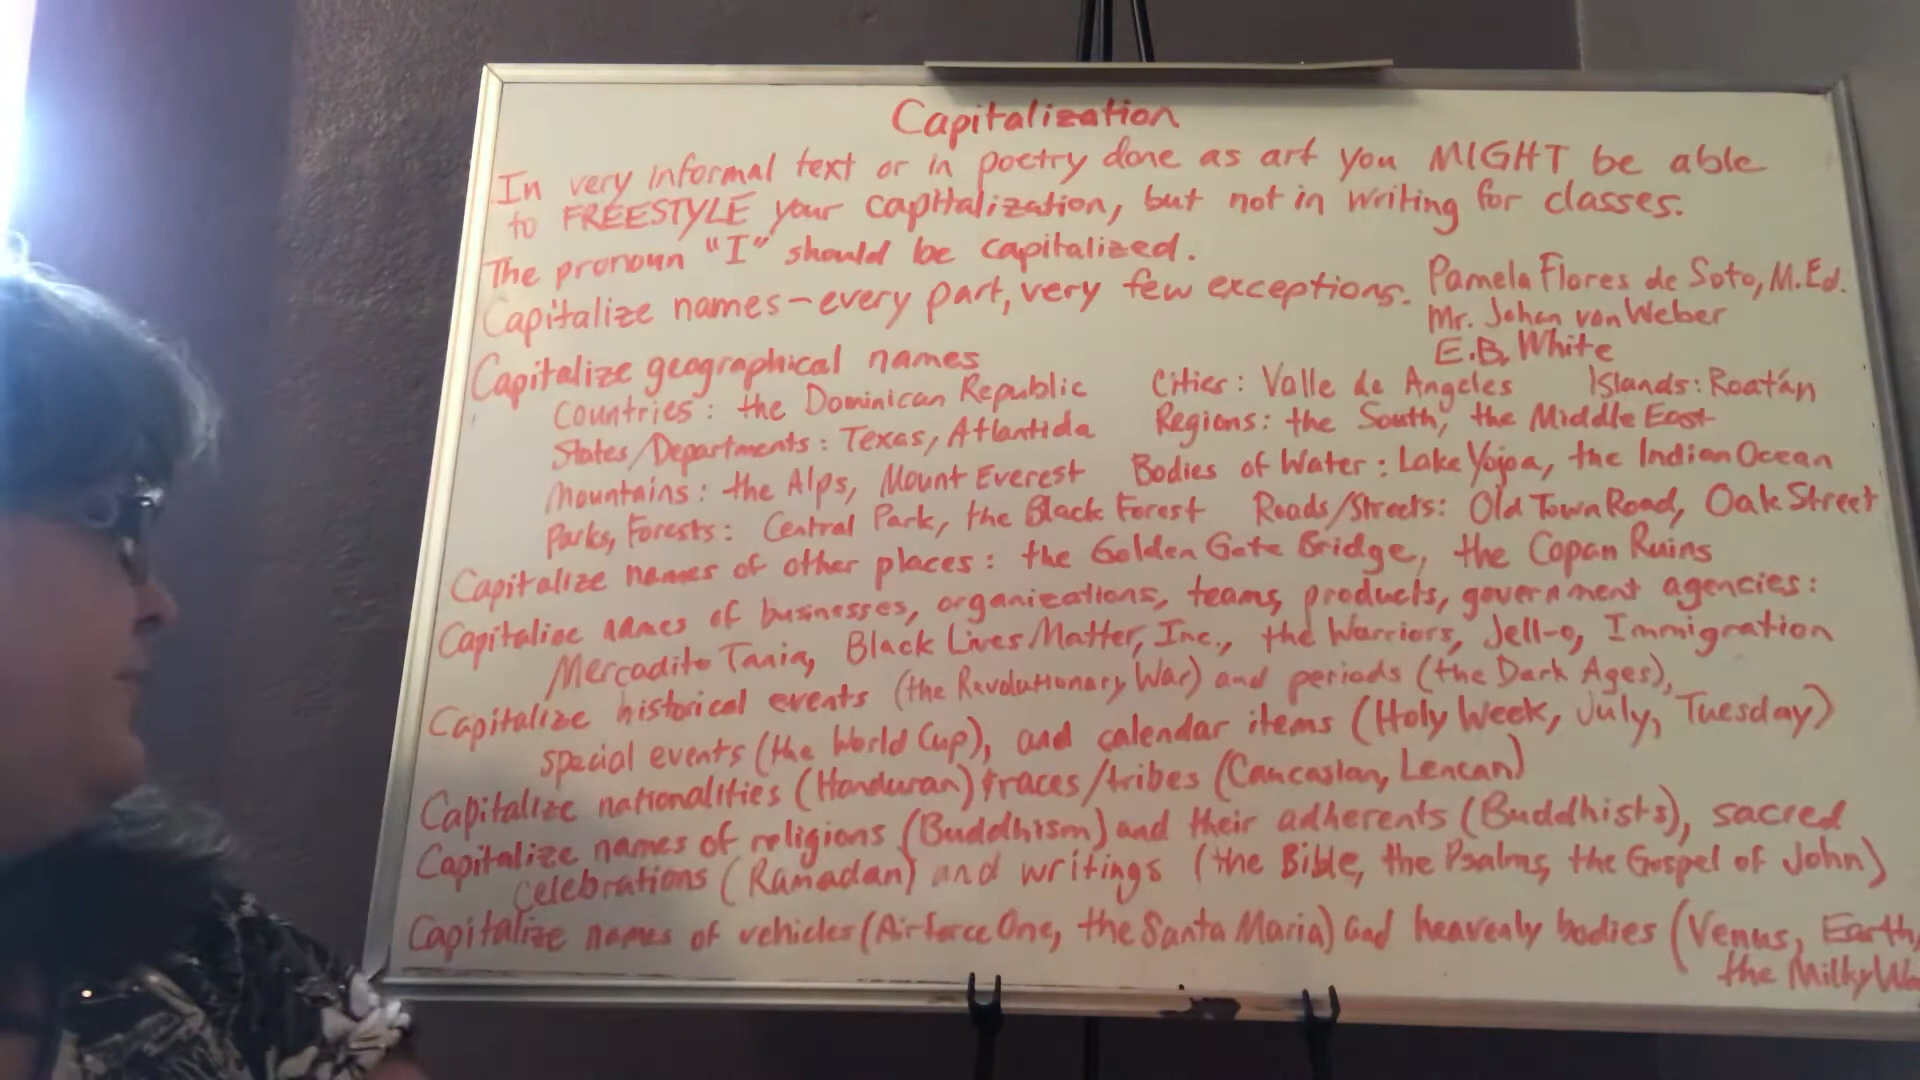 Capitalization
In very informal text or in poetry done as art you MIGHT be able
to FREESTYLE your capitalization, but not in writing for classes.
The pronoun "I" should be capitalized.
Capitalize names - every part, very few exceptions. Pamela Flores de Soto, M.Ed.
Mr. Johan von Weber
E.B. White
Capitalize geographical names
Countries: the Dominican Republic Cities: Valle de Angeles Islands: Roatán
States/Departments: Texas, Atlantida Regions: the South, the Middle East
Mountains: the Alps, Mount Everest Bodies of Water: Lake Yojoa, the Indian Ocean
Parks, Forests: Central Park, the Black Forest Roads/Streets: Old Town Road, Oak Street
Capitalize names of other places: the Golden Gate Bridge, the Copan Ruins
Capitalize names of businesses, organizations, teams, products, government agencies:
Mercadito Tania, Black Lives Matter, Inc., the Warriors, Jell-o, Immigration
Capitalize historical events (the Revolutionary War) and periods (the Dark Ages),
special events (the World Cup), and calendar items (Holy Week, July, Tuesday)
Capitalize nationalities (Honduran) + races/tribes (Caucasian, Lencan)
Capitalize names of religions (Buddhism) and their adherents (Buddhists), sacred
celebrations (Ramadan) and writings (the Bible, the Psalms, the Gospel of John)
Capitalize names of vehicles (Airforce One, the Santa Maria) and heavenly bodies (Venus, Earth,
the Milky